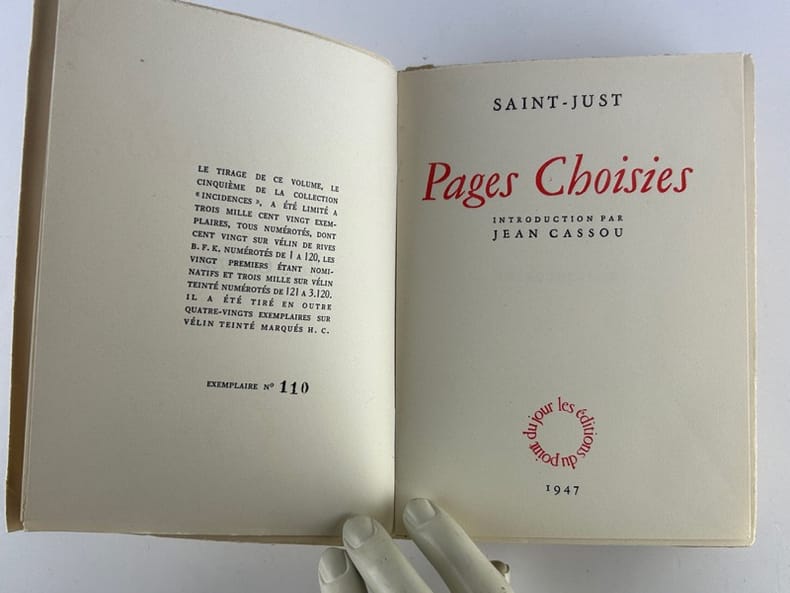 LE TIRAGE DE CE VOLUME, LE
CINQUIÈME DE LA COLLECTION
« INCIDENCES », A ÉTÉ LIMITÉ A
TROIS MILLE CENT VINGT EXEM-
PLAIRES, TOUS NUMÉROTÉS, DONT
CENT VINGT SUR VÉLIN DE RIVES
B. F. K. NUMÉROTÉS DE 1 A 120, LES
VINGT PREMIERS ÉTANT NOMI-
NATIFS ET TROIS MILLE SUR VÉLIN
TEINTÉ NUMÉROTÉS DE 121 A 3.120.
IL A ÉTÉ TIRÉ EN OUTRE
QUATRE-VINGTS EXEMPLAIRES SUR
VÉLIN TEINTÉ MARQUÉS H. C.
EXEMPLAIRE Nº 110
SAINT-JUST
Pages Choisies
INTRODUCTION PAR
JEAN CASSOU
les éditions du point du jour
1947